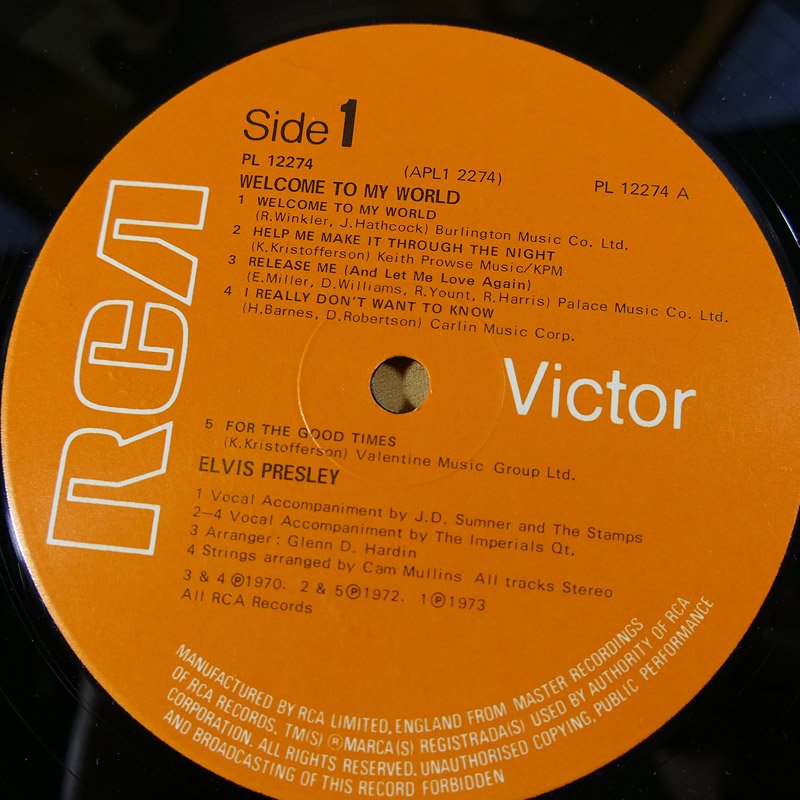 Side 1
PL 12274 (APL1 2274) PL 12274 A
WELCOME TO MY WORLD
1 WELCOME TO MY WORLD
(R.Winkler, J.Hathcock) Burlington Music Co. Ltd.
2 HELP ME MAKE IT THROUGH THE NIGHT
(K.Kristofferson) Keith Prowse Music/KPM
3 RELEASE ME (And Let Me Love Again)
(E.Miller, D.Williams, R.Yount, R.Harris) Palace Music Co. Ltd.
4 I REALLY DON'T WANT TO KNOW
(H.Barnes, D.Robertson) Carlin Music Corp.
RCA
Victor
5 FOR THE GOOD TIMES
(K.Kristofferson) Valentine Music Group Ltd.
ELVIS PRESLEY
1 Vocal Accompaniment by J.D. Sumner and The Stamps
2–4 Vocal Accompaniment by The Imperials Qt.
3 Arranger: Glenn D. Hardin
4 Strings arranged by Cam Mullins All tracks Stereo
3 & 4 ℗1970. 2 & 5 ℗1972. 1 ℗1973
All RCA Records
MANUFACTURED BY RCA LIMITED, ENGLAND FROM MASTER RECORDINGS
OF RCA RECORDS. TM(S) ® MARCA(S) REGISTRADA(S) USED BY AUTHORITY OF RCA
CORPORATION. ALL RIGHTS RESERVED. UNAUTHORISED COPYING, PUBLIC PERFORMANCE
AND BROADCASTING OF THIS RECORD FORBIDDEN